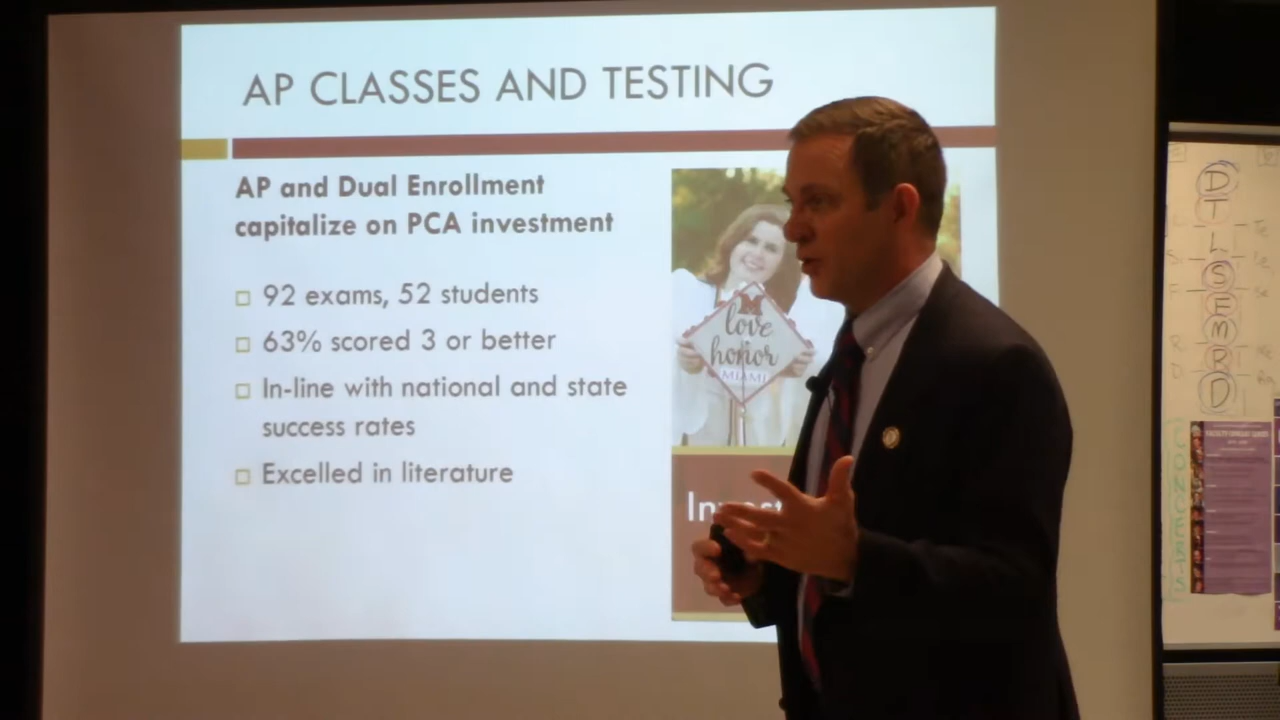 AP CLASSES AND TESTING
AP and Dual Enrollment
capitalize on PCA investment
92 exams, 52 students
63% scored 3 or better
In-line with national and state
success rates
Excelled in literature
M
love
honor
MIAMI
D
T
L
S
E
M
R
D
CONCERTS